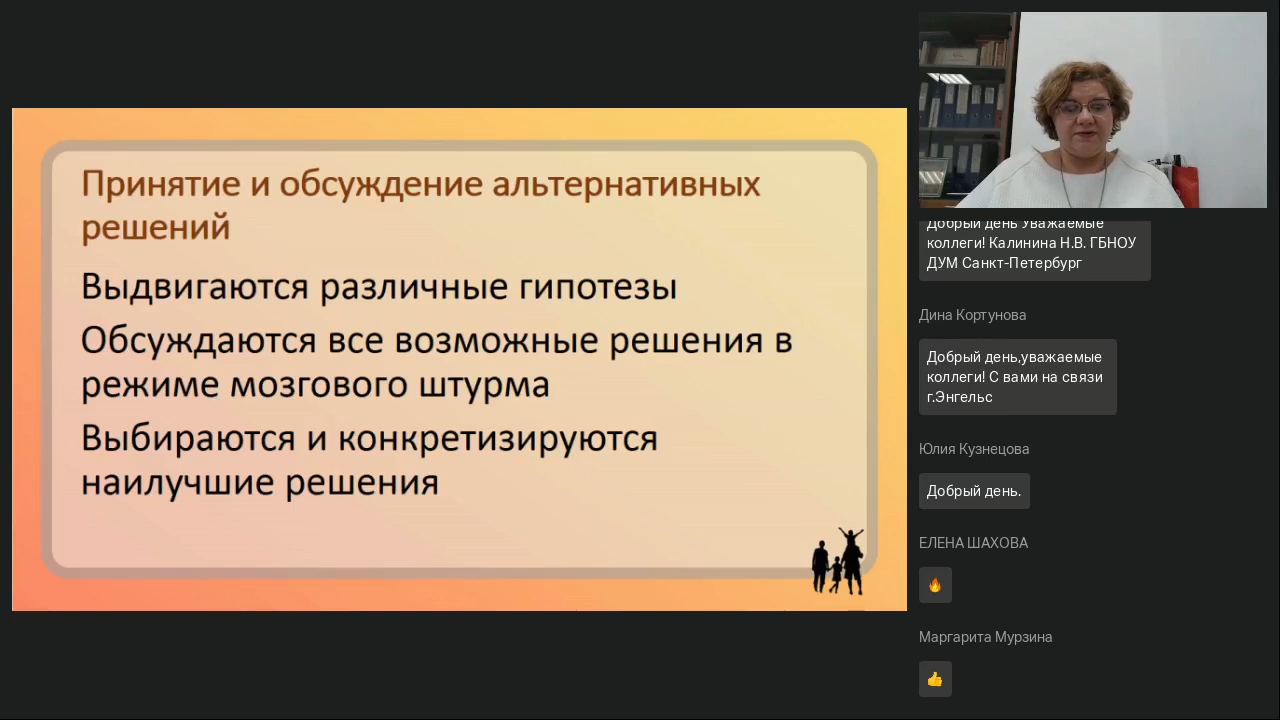 Принятие и обсуждение альтернативных
решений
Выдвигаются различные гипотезы
Обсуждаются все возможные решения в
режиме мозгового штурма
Выбираются и конкретизируются
наилучшие решения
Добрый день Уважаемые
коллеги! Калинина Н.В. ГБНОУ
ДУМ Санкт-Петербург
Дина Кортунова
Добрый день,уважаемые
коллеги! С вами на связи
г.Энгельс
Юлия Кузнецова
Добрый день.
ЕЛЕНА ШАХОВА
🔥
Маргарита Мурзина
👍